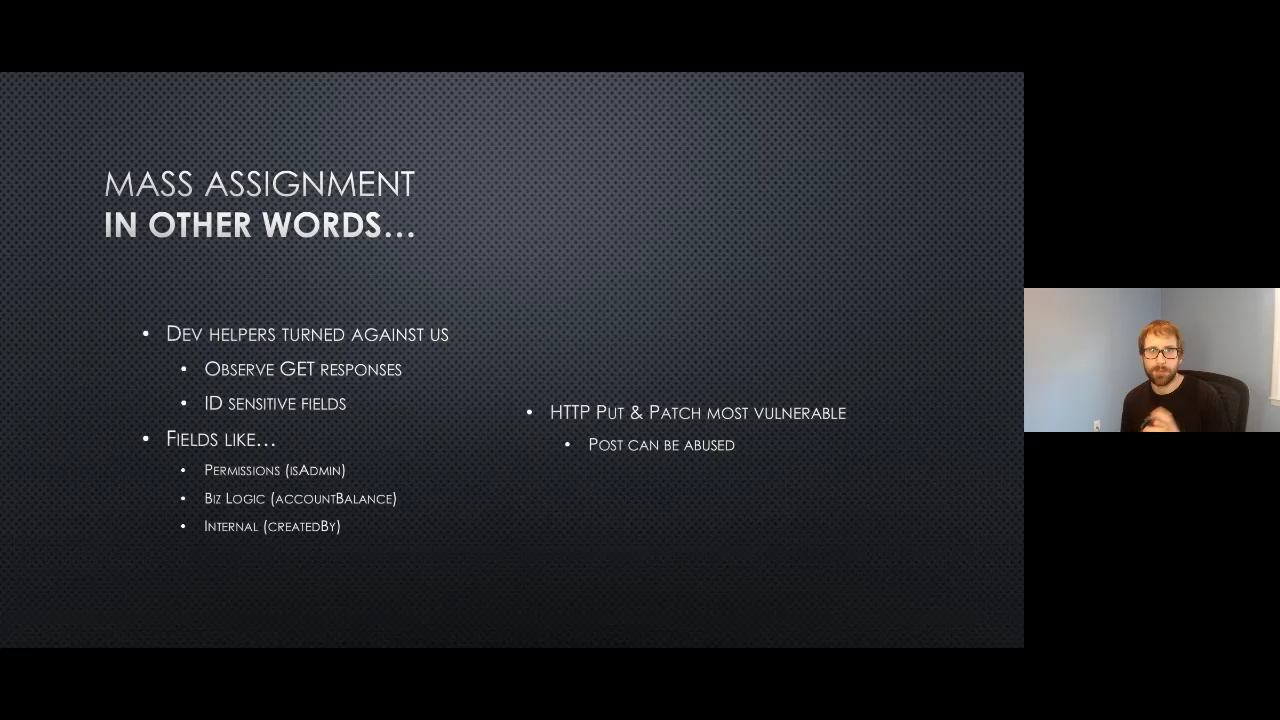 MASS ASSIGNMENT
IN OTHER WORDS...
• DEV HELPERS TURNED AGAINST US
• OBSERVE GET RESPONSES
• ID SENSITIVE FIELDS
• FIELDS LIKE...
• PERMISSIONS (ISADMIN)
• BIZ LOGIC (ACCOUNTBALANCE)
• INTERNAL (CREATEDBY)
• HTTP PUT & PATCH MOST VULNERABLE
• POST CAN BE ABUSED